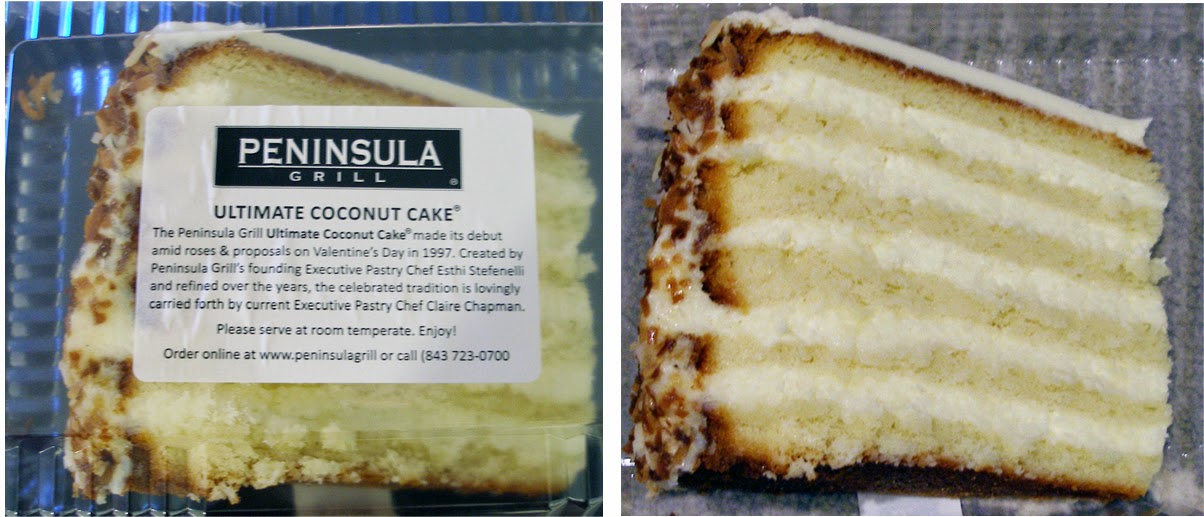 PENINSULA
GRILL ®
ULTIMATE COCONUT CAKE®
The Peninsula Grill Ultimate Coconut Cake® made its debut
amid roses & proposals on Valentine's Day in 1997. Created by
Peninsula Grill's founding Executive Pastry Chef Esthi Stefenelli
and refined over the years, the celebrated tradition is lovingly
carried forth by current Executive Pastry Chef Claire Chapman.
Please serve at room temperate. Enjoy!
Order online at www.peninsulagrill or call (843 723-0700